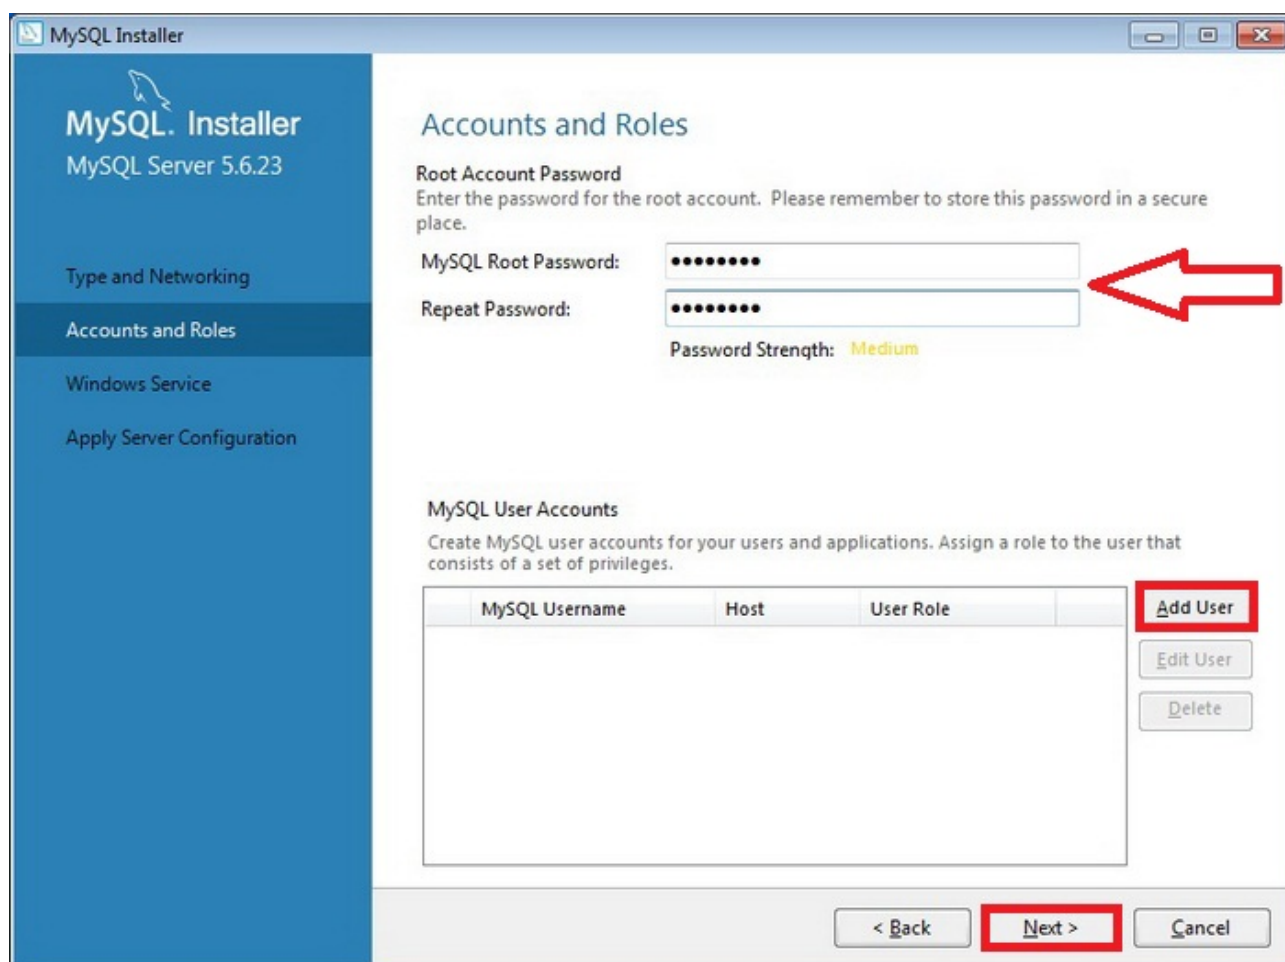 MySQL Installer
MySQL. Installer
MySQL Server 5.6.23
Type and Networking
Accounts and Roles
Windows Service
Apply Server Configuration
Accounts and Roles
Root Account Password
Enter the password for the root account. Please remember to store this password in a secure
place.
MySQL Root Password: ●●●●●●●●
Repeat Password: ●●●●●●●●
Password Strength: Medium
MySQL User Accounts
Create MySQL user accounts for your users and applications. Assign a role to the user that
consists of a set of privileges.
MySQL Username Host User Role
Add User
Edit User
Delete
< Back Next > Cancel